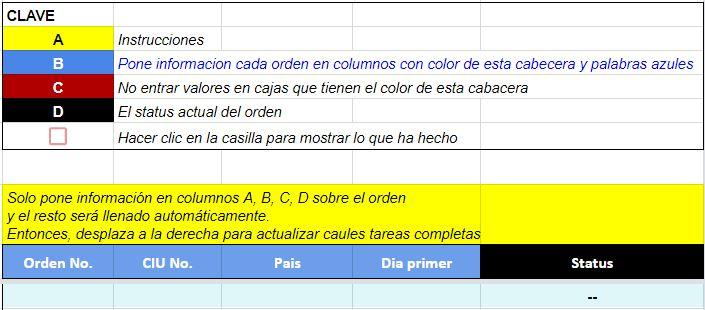 CLAVE
A Instrucciones
B Pone informacion cada orden en columnos con color de esta cabecera y palabras azules
C No entrar valores en cajas que tienen el color de esta cabacera
D El status actual del orden
Hacer clic en la casilla para mostrar lo que ha hecho
Solo pone información en columnos A, B, C, D sobre el orden
y el resto será llenado automáticamente.
Entonces, desplaza a la derecha para actualizar caules tareas completas
Orden No. CIU No. Pais Dia primer Status
--